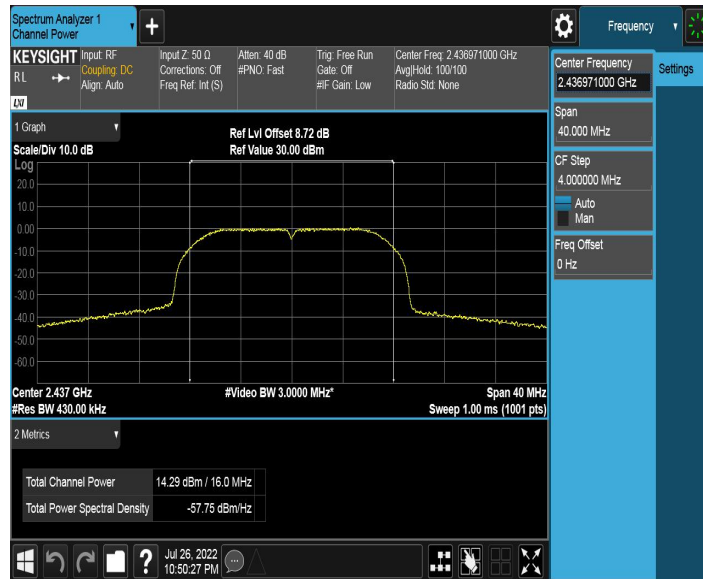 Spectrum Analyzer 1
Channel Power
+
Frequency
KEYSIGHT
RL
LXI
Input: RF
Coupling: DC
Align: Auto
Input Z: 50 Ω
Corrections: Off
Freq Ref: Int (S)
Atten: 40 dB
#PNO: Fast
Trig: Free Run
Gate: Off
#IF Gain: Low
Center Freq: 2.436971000 GHz
Avg|Hold: 100/100
Radio Std: None
Center Frequency
2.436971000 GHz
Settings
Span
40.000 MHz
CF Step
4.000000 MHz
Auto
Man
Freq Offset
0 Hz
1 Graph
Scale/Div 10.0 dB
Ref Lvl Offset 8.72 dB
Ref Value 30.00 dBm
Log
20.0
10.0
0.00
-10.0
-20.0
-30.0
-40.0
-50.0
-60.0
Center 2.437 GHz
#Video BW 3.0000 MHz*
Span 40 MHz
#Res BW 430.00 kHz
Sweep 1.00 ms (1001 pts)
2 Metrics
Total Channel Power 14.29 dBm / 16.0 MHz
Total Power Spectral Density -57.75 dBm/Hz
?
Jul 26, 2022
10:50:27 PM